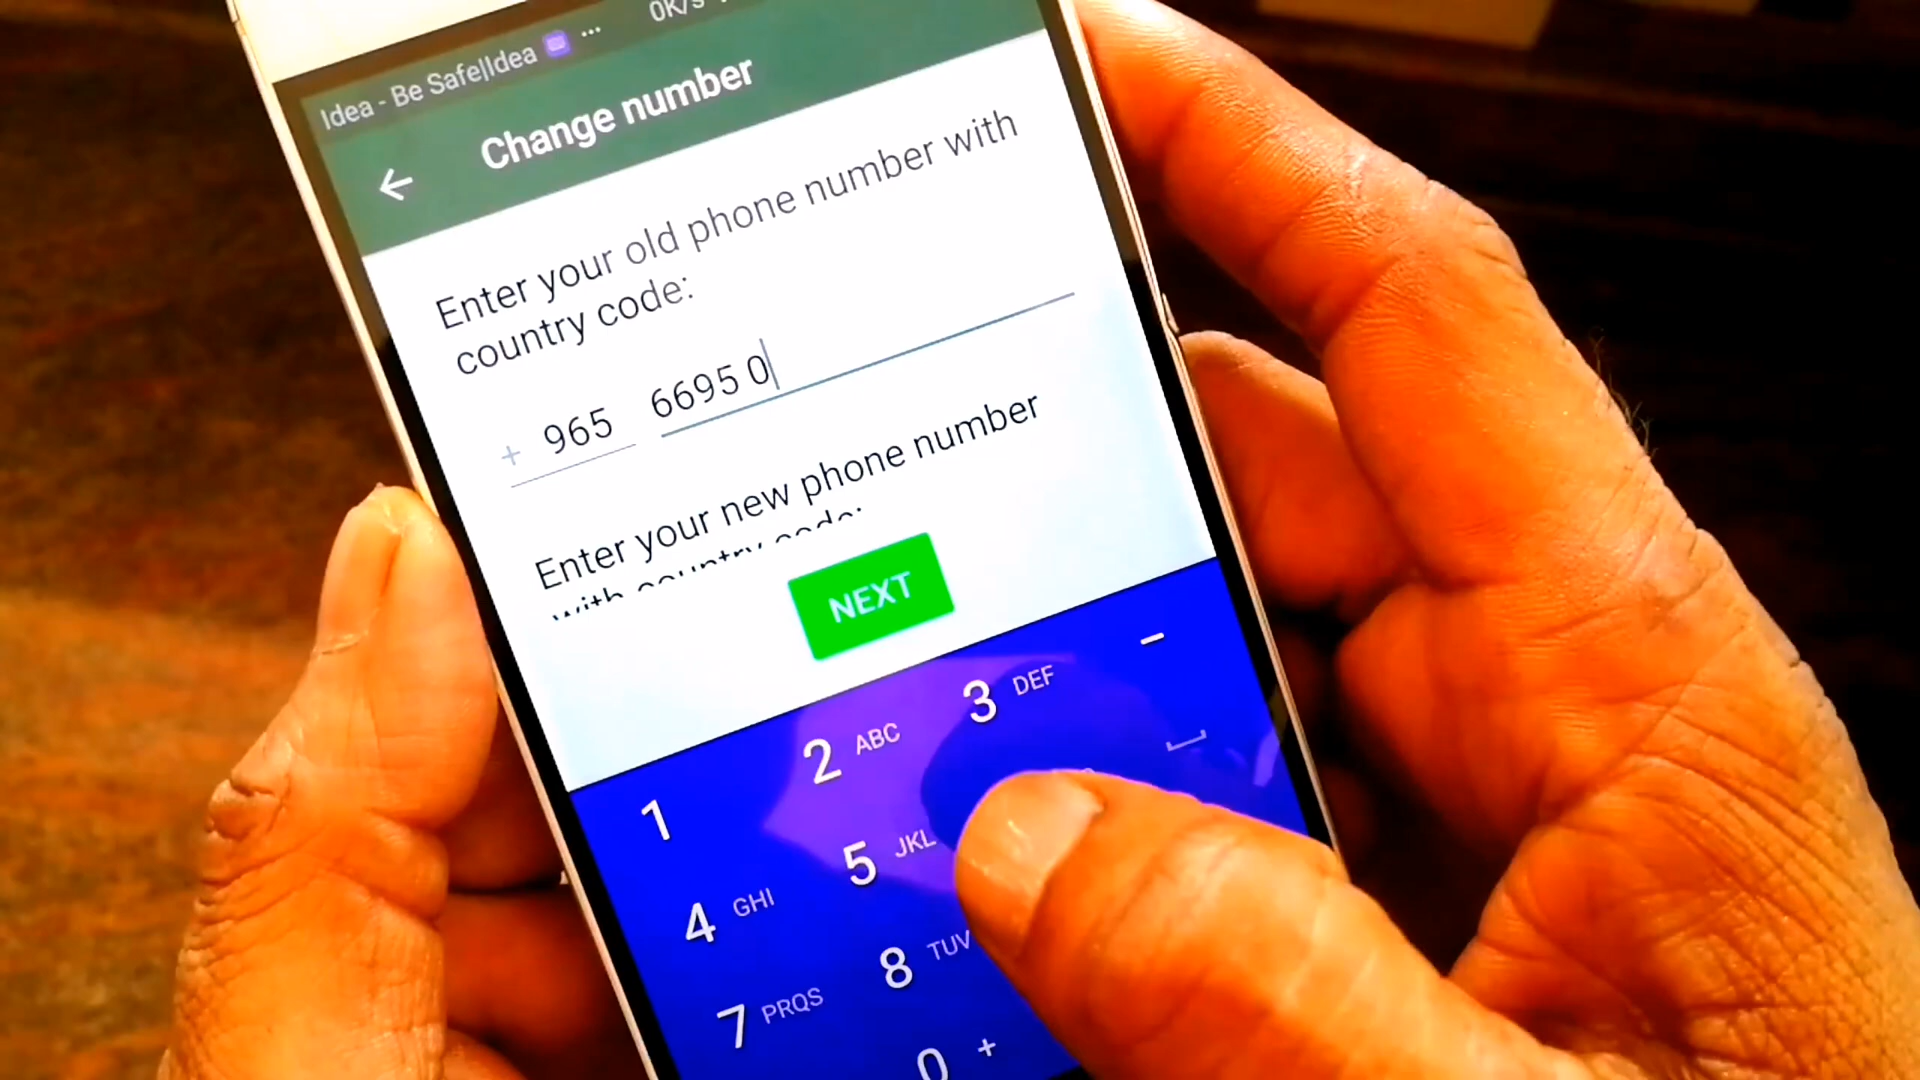 Idea - Be Safe|Idea ... 0K/s
Change number
Enter your old phone number with
country code:
+ 965 6695 0
Enter your new phone number
with country code:
NEXT
1 2 ABC 3 DEF -
4 GHI 5 JKL
7 PRQS 8 TUV
0 +